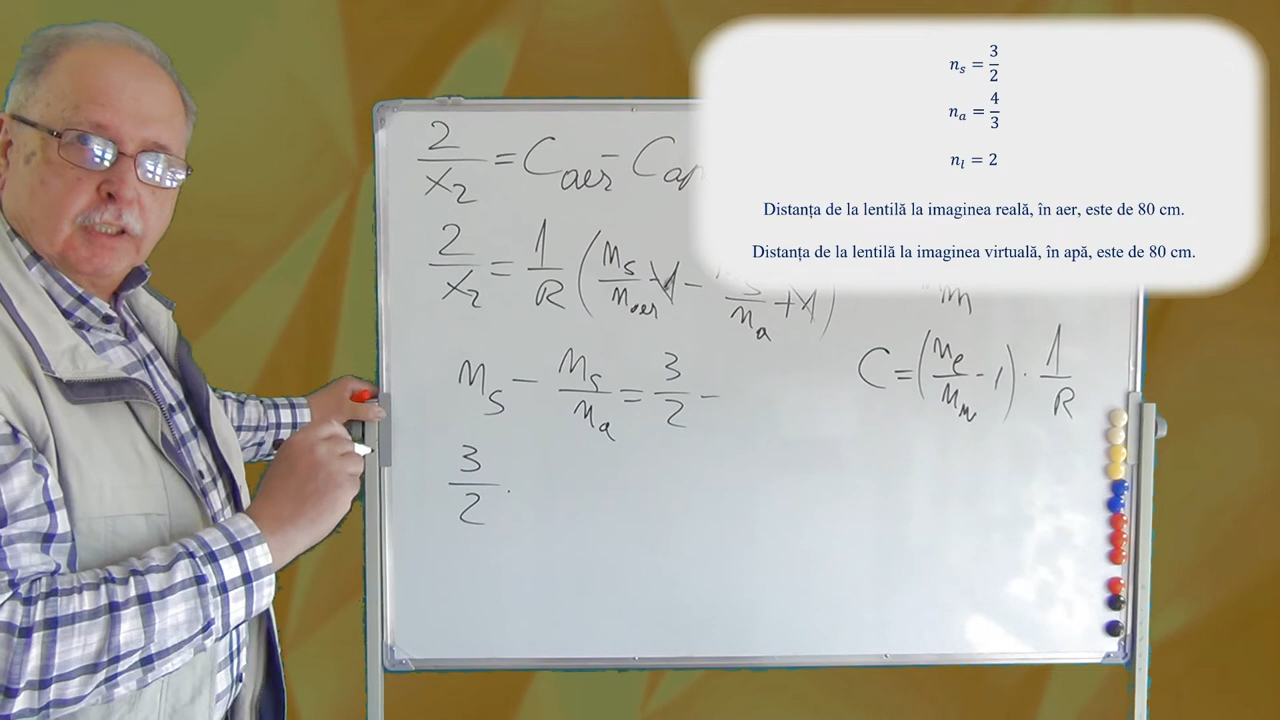 n_s = 3/2
n_a = 4/3
n_l = 2
Distanța de la lentilă la imaginea reală, în aer, este de 80 cm.
Distanța de la lentilă la imaginea virtuală, în apă, este de 80 cm.
2/x_2 = C_aer - C_ap
2/x_2 = 1/R (n_s/n_aer - 1 - n_s/n_a + 1)
m
C = (n_e/n_m - 1) · 1/R
n_s - n_s/n_a = 3/2 -
3/2 .